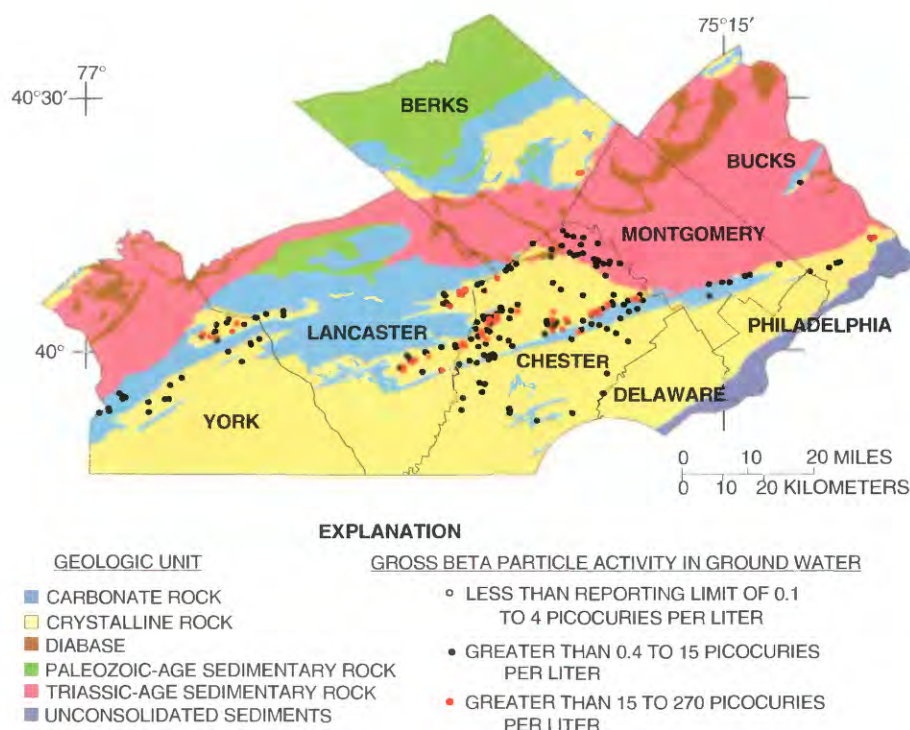 75°15'
77°
40°30'
BERKS
BUCKS
MONTGOMERY
LANCASTER
PHILADELPHIA
40°
CHESTER
DELAWARE
YORK
0 10 20 MILES
0 10 20 KILOMETERS
EXPLANATION
GEOLOGIC UNIT
CARBONATE ROCK
CRYSTALLINE ROCK
DIABASE
PALEOZOIC-AGE SEDIMENTARY ROCK
TRIASSIC-AGE SEDIMENTARY ROCK
UNCONSOLIDATED SEDIMENTS
GROSS BETA PARTICLE ACTIVITY IN GROUND WATER
LESS THAN REPORTING LIMIT OF 0.1
TO 4 PICOCURIES PER LITER
GREATER THAN 0.4 TO 15 PICOCURIES
PER LITER
GREATER THAN 15 TO 270 PICOCURIES
PER LITER